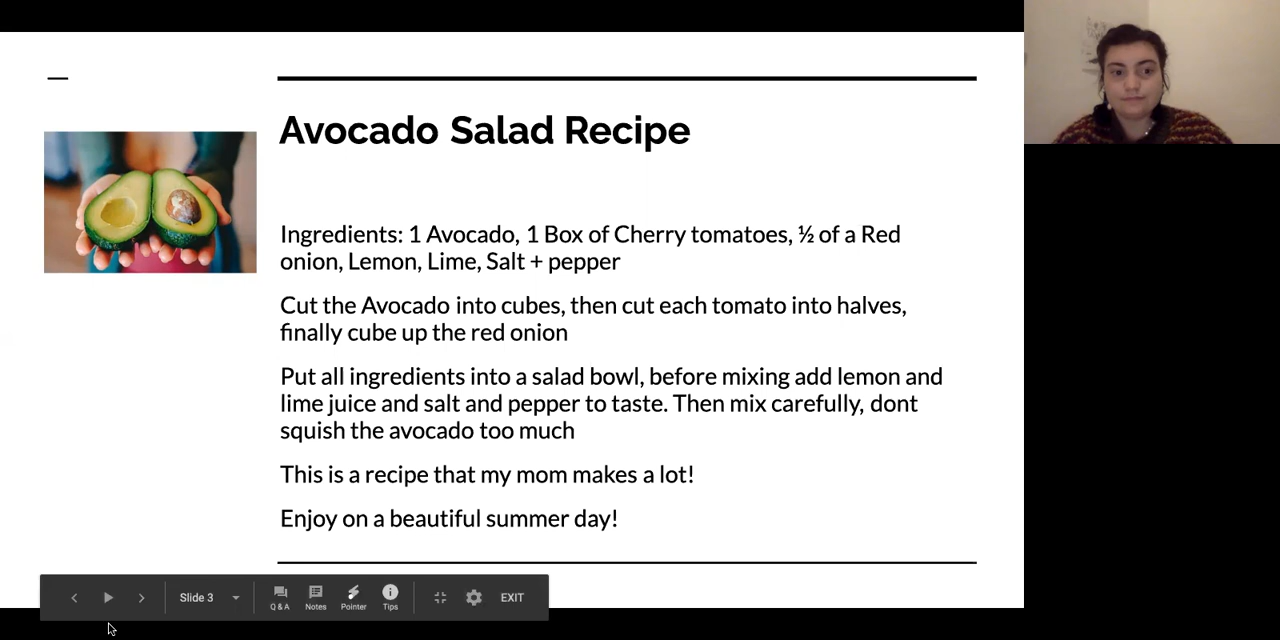 Avocado Salad Recipe
Ingredients: 1 Avocado, 1 Box of Cherry tomatoes, ½ of a Red
onion, Lemon, Lime, Salt + pepper
Cut the Avocado into cubes, then cut each tomato into halves,
finally cube up the red onion
Put all ingredients into a salad bowl, before mixing add lemon and
lime juice and salt and pepper to taste. Then mix carefully, dont
squish the avocado too much
This is a recipe that my mom makes a lot!
Enjoy on a beautiful summer day!
Slide 3 Q & A Notes Pointer Tips EXIT